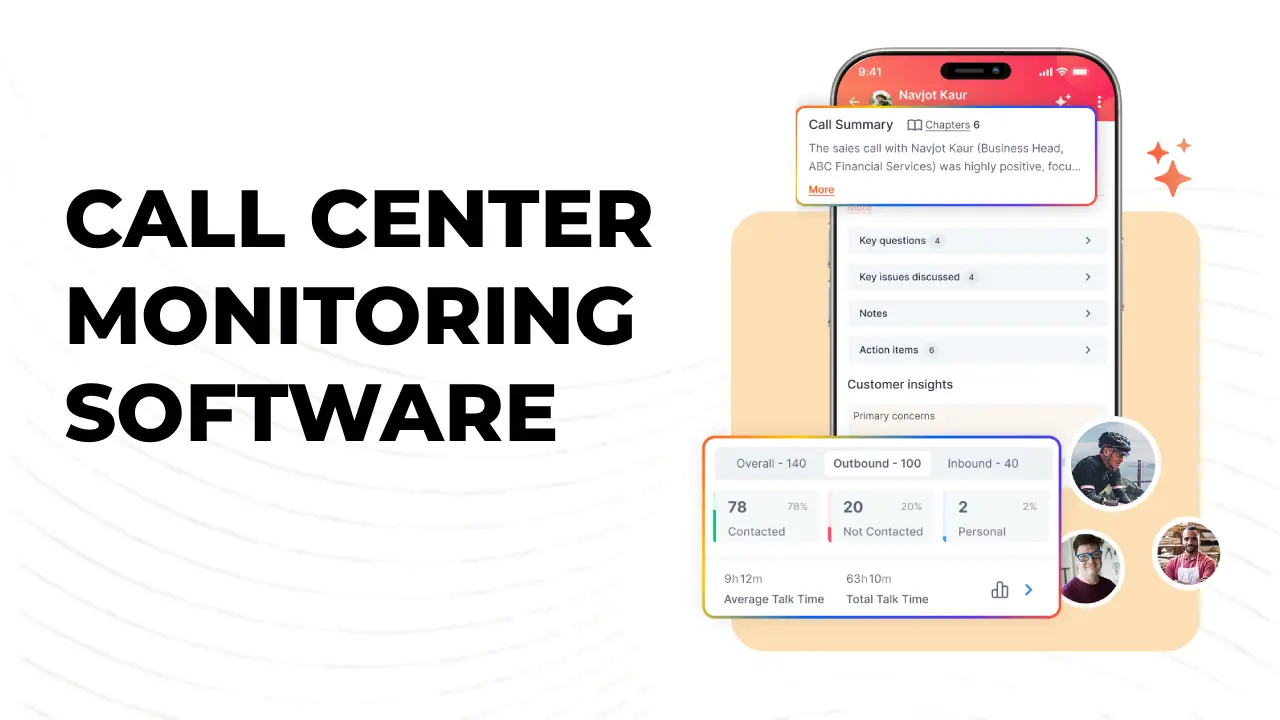 CALL CENTER
MONITORING
SOFTWARE
9:41
Navjot Kaur
Call Summary Chapters 6
The sales call with Navjot Kaur (Business Head,
ABC Financial Services) was highly positive, focu...
More
More
Key questions 4
Key issues discussed 4
Notes
Action items 6
Customer insights
Primary concerns
Overall - 140 Outbound - 100 Inbound - 40
78 78% 20 20% 2 2%
Contacted Not Contacted Personal
9h12m 63h10m
Average Talk Time Total Talk Time